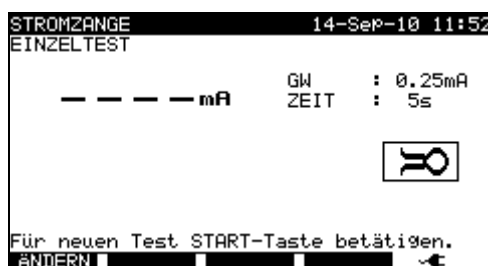 STROMZANGE 14-Sep-10 11:52
EINZELTEST
GW : 0.25mA
– – – – mA ZEIT : 5s
Für neuen Test START-Taste betätigen.
ÄNDERN